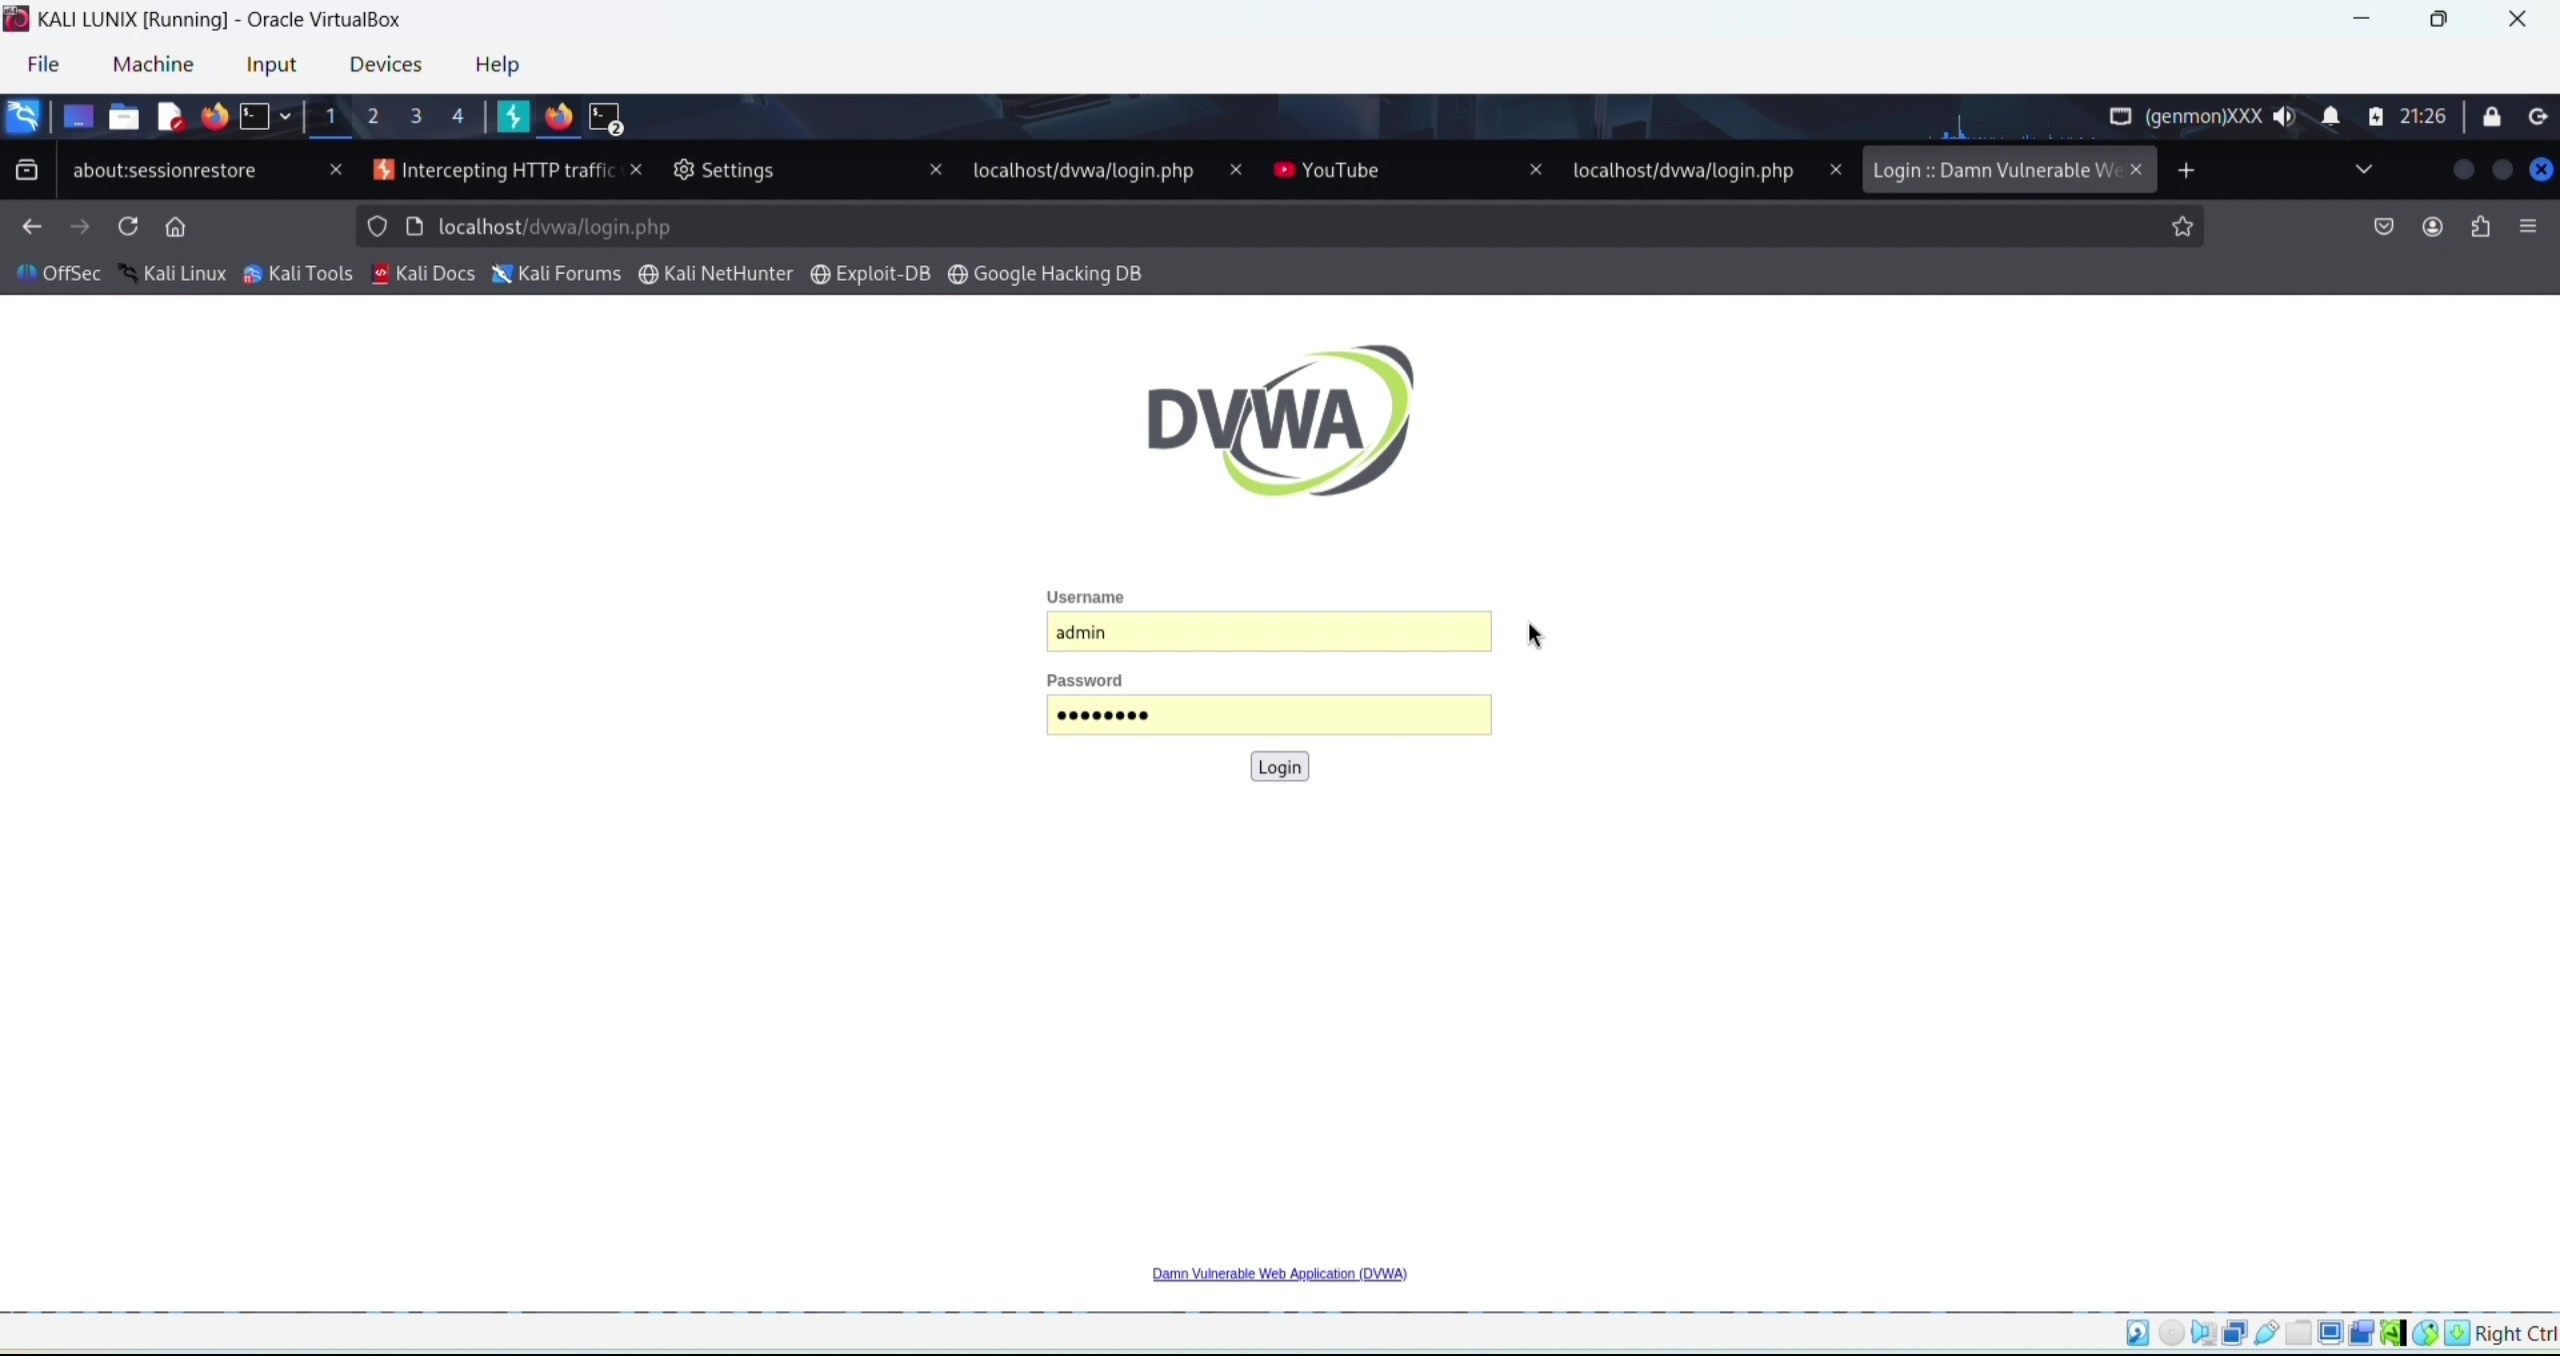 KALI LUNIX [Running] - Oracle VirtualBox
File Machine Input Devices Help
1 2 3 4 2 (genmon)XXX 21:26
about:sessionrestore Intercepting HTTP traffic Settings localhost/dvwa/login.php YouTube localhost/dvwa/login.php Login :: Damn Vulnerable We
localhost/dvwa/login.php
OffSec Kali Linux Kali Tools Kali Docs Kali Forums Kali NetHunter Exploit-DB Google Hacking DB
DVWA
Username
admin
Password
Login
Damn Vulnerable Web Application (DVWA)
Right Ctrl